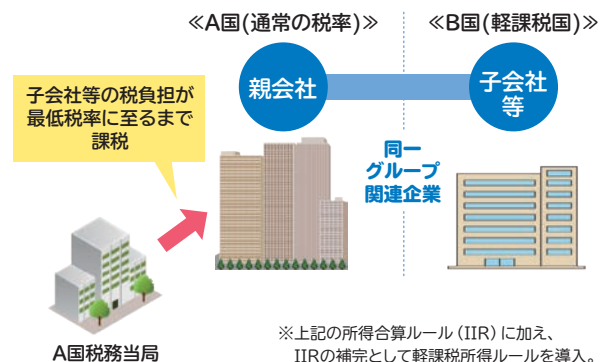 ≪A国(通常の税率)≫
≪B国(軽課税国)≫
親会社
子会社
等
子会社等の税負担が
最低税率に至るまで
課税
同一
グループ
関連企業
A国税務当局
※上記の所得合算ルール(IIR)に加え、
IIRの補完として軽課税所得ルールを導入。